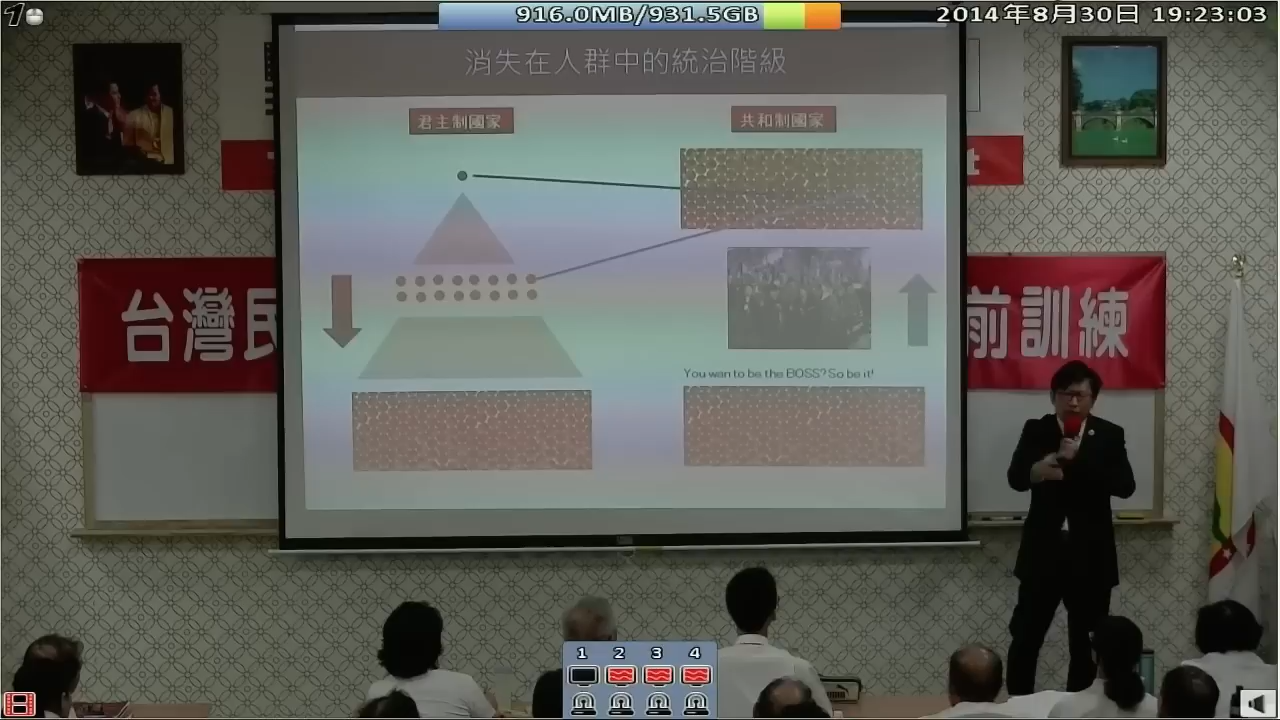 916.0MB/931.5GB
2014年8月30日 19:23:03
消失在人群中的統治階級
君主制國家
共和制國家
台灣民
前訓練
You wan to be the BOSS? So be it!
1 2 3 4